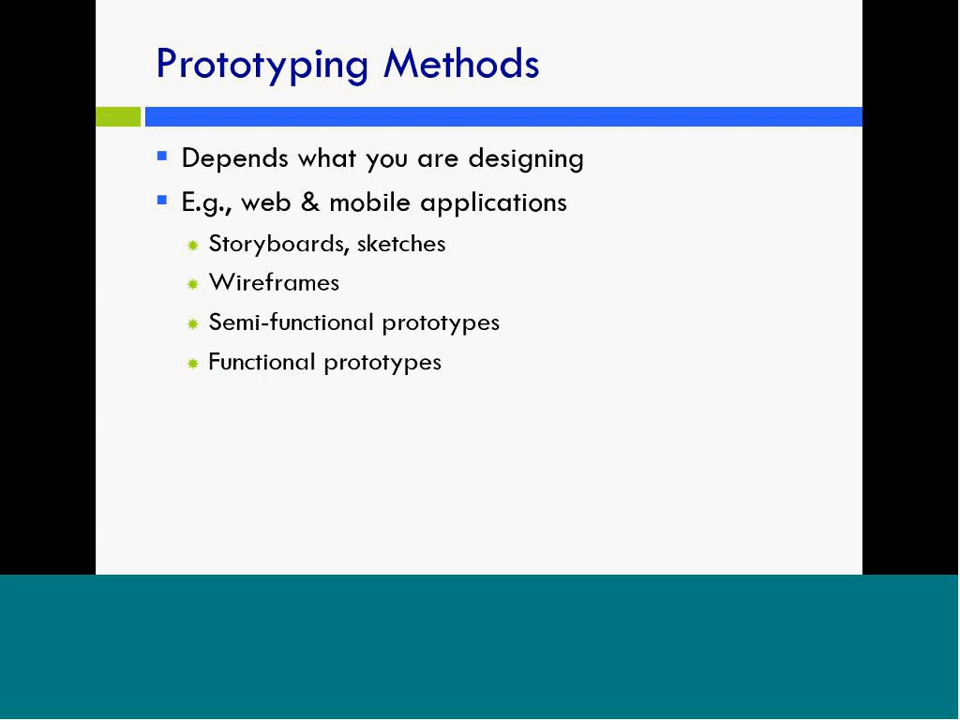 Prototyping Methods
Depends what you are designing
E.g., web & mobile applications
Storyboards, sketches
Wireframes
Semi-functional prototypes
Functional prototypes